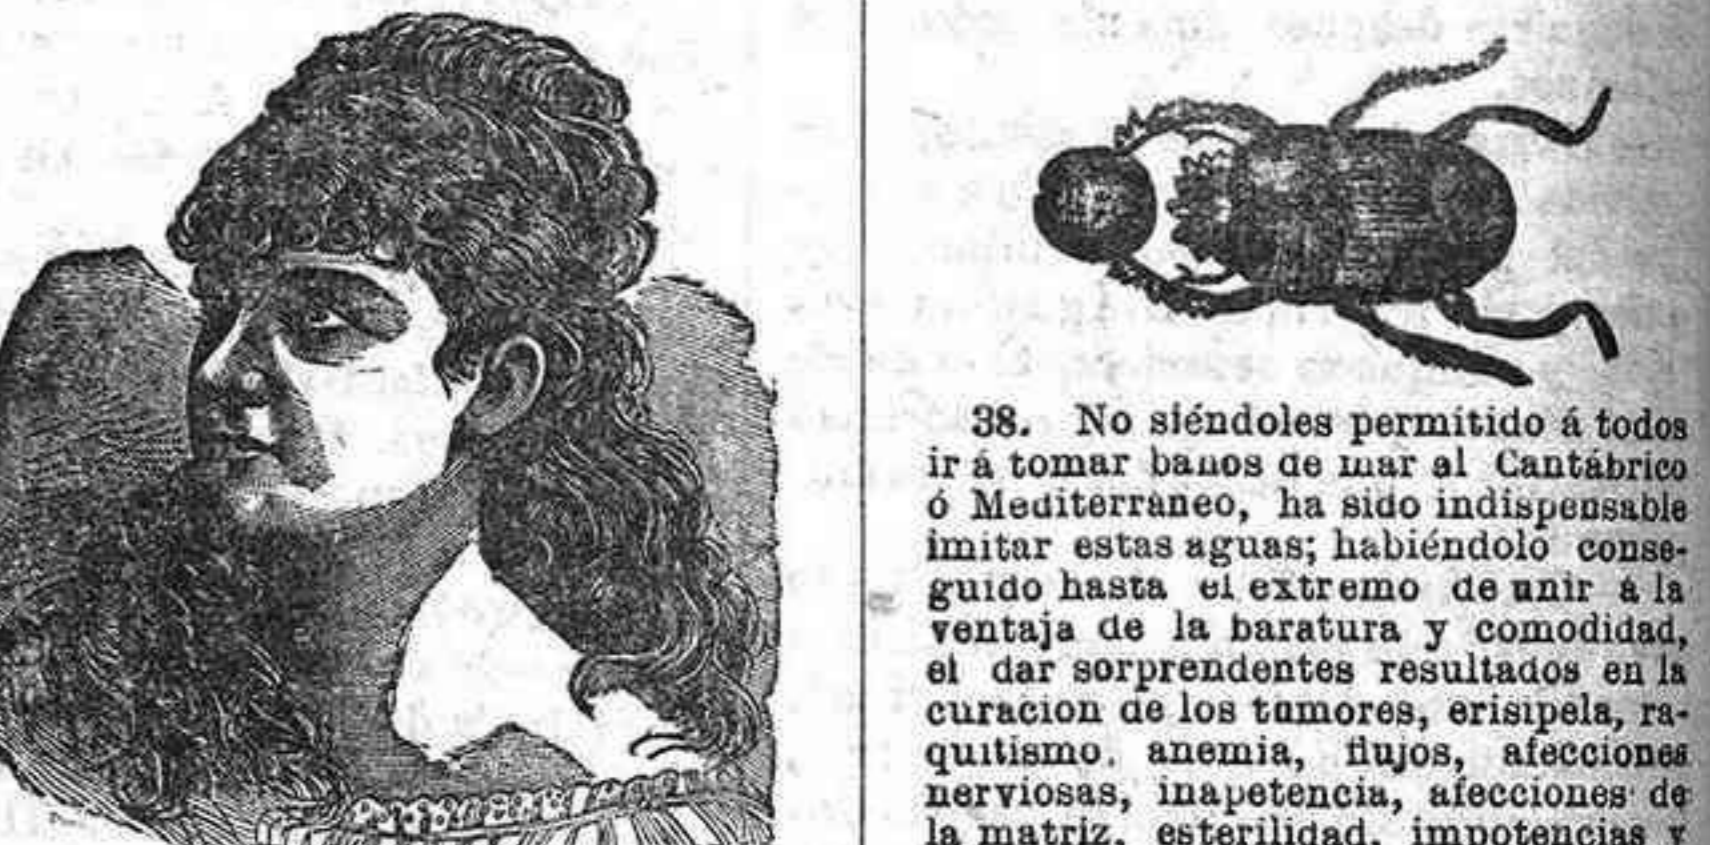 38. No siéndoles permitido á todos
ir á tomar baños de mar al Cantábrico
ó Mediterráneo, ha sido indispensable
imitar estas aguas; habiéndolo conse-
guido hasta el extremo de unir á la
ventaja de la baratura y comodidad,
el dar sorprendentes resultados en la
curacion de los tumores, erisipela, ra-
quitismo. anemia, flujos, afecciones
nerviosas, inapetencia, afecciones de
la matriz, esterilidad, impotencias y